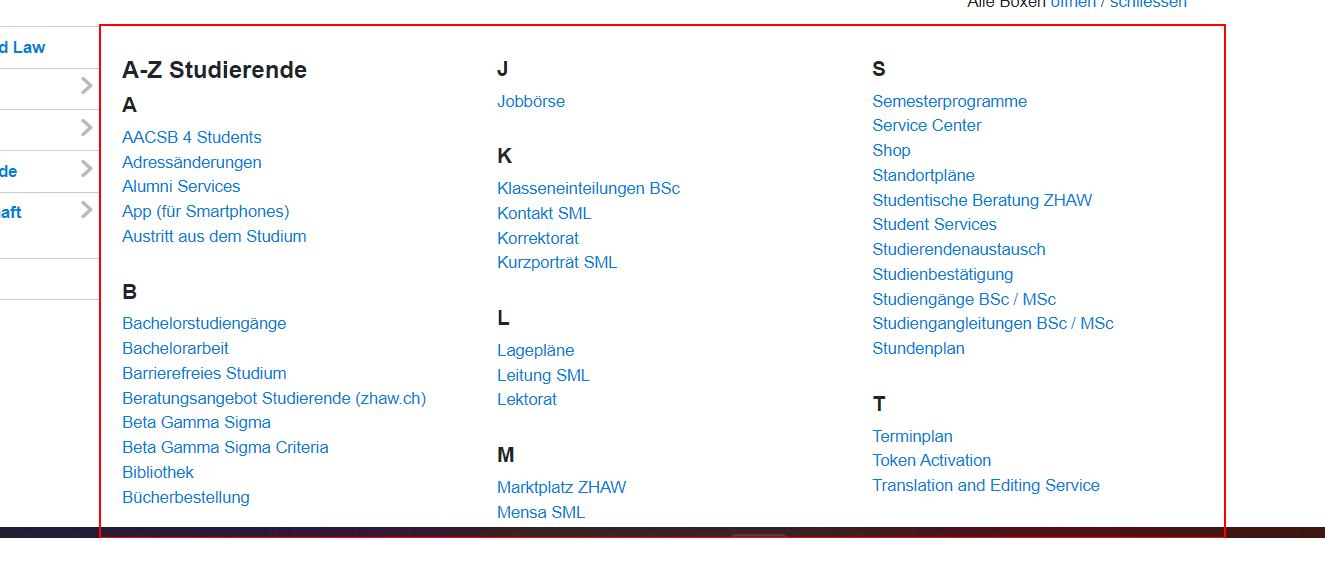 Alle Boxen öffnen / schliessen
d Law
de
aft
A-Z Studierende
A
AACSB 4 Students
Adressänderungen
Alumni Services
App (für Smartphones)
Austritt aus dem Studium
B
Bachelorstudiengänge
Bachelorarbeit
Barrierefreies Studium
Beratungsangebot Studierende (zhaw.ch)
Beta Gamma Sigma
Beta Gamma Sigma Criteria
Bibliothek
Bücherbestellung
J
Jobbörse
K
Klasseneinteilungen BSc
Kontakt SML
Korrektorat
Kurzporträt SML
L
Lagepläne
Leitung SML
Lektorat
M
Marktplatz ZHAW
Mensa SML
S
Semesterprogramme
Service Center
Shop
Standortpläne
Studentische Beratung ZHAW
Student Services
Studierendenaustausch
Studienbestätigung
Studiengänge BSc / MSc
Studiengangleitungen BSc / MSc
Stundenplan
T
Terminplan
Token Activation
Translation and Editing Service